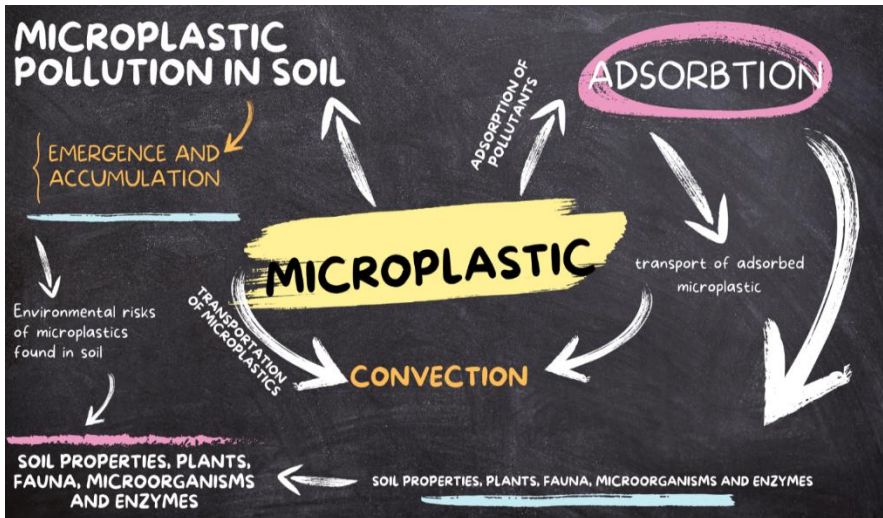 MICROPLASTIC
POLLUTION IN SOIL
EMERGENCE AND
ACCUMULATION
Environmental risks
of microplastics
found in soil
SOIL PROPERTIES, PLANTS,
FAUNA, MICROORGANISMS
AND ENZYMES
MICROPLASTIC
TRANSPORTATION
OF MICROPLASTICS
CONVECTION
ADSORPTION OF
POLLUTANTS
ADSORBTION
transport of adsorbed
microplastic
SOIL PROPERTIES, PLANTS, FAUNA, MICROORGANISMS AND ENZYMES